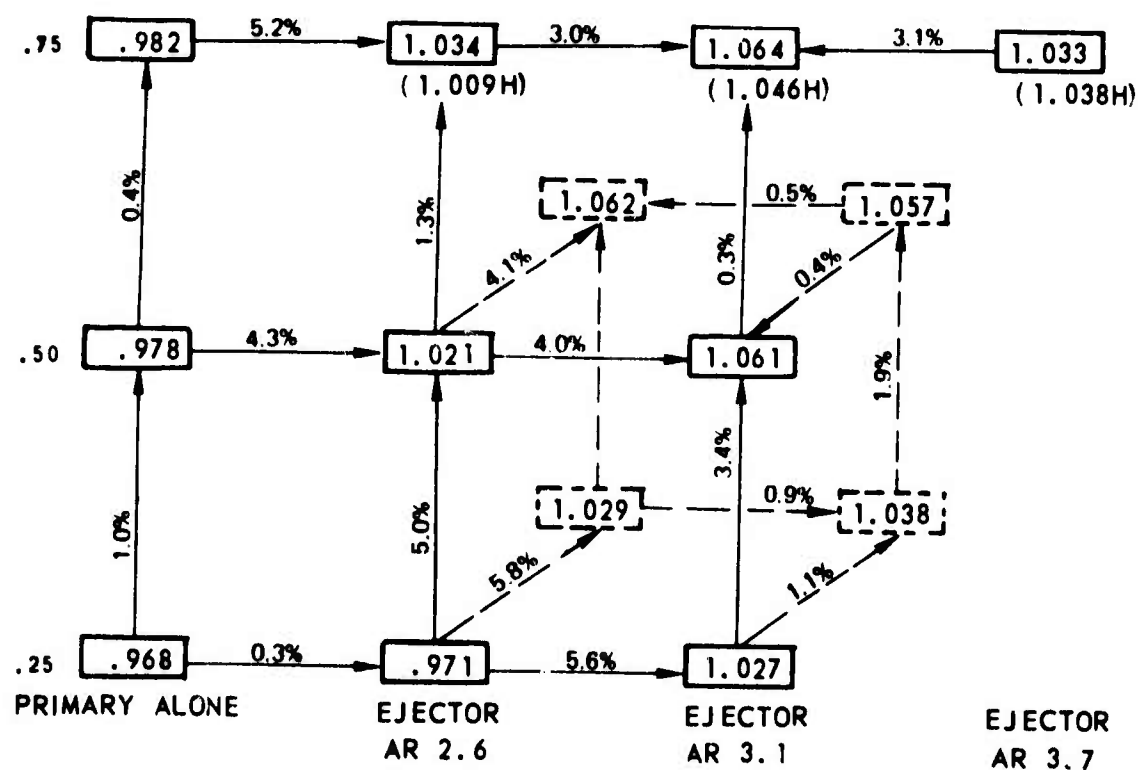 .75 .982 5.2% 1.034 3.0% 1.064 3.1% 1.033
(1.009H) (1.046H) (1.038H)
0.4% 1.3% 0.3%
1.062 0.5% 1.057
4.1% 0.4%
.50 .978 4.3% 1.021 4.0% 1.061
1.9%
1.0% 5.0% 3.4%
1.029 0.9% 1.038
5.8% 1.1%
.25 .968 0.3% .971 5.6% 1.027
PRIMARY ALONE EJECTOR EJECTOR EJECTOR
AR 2.6 AR 3.1 AR 3.7